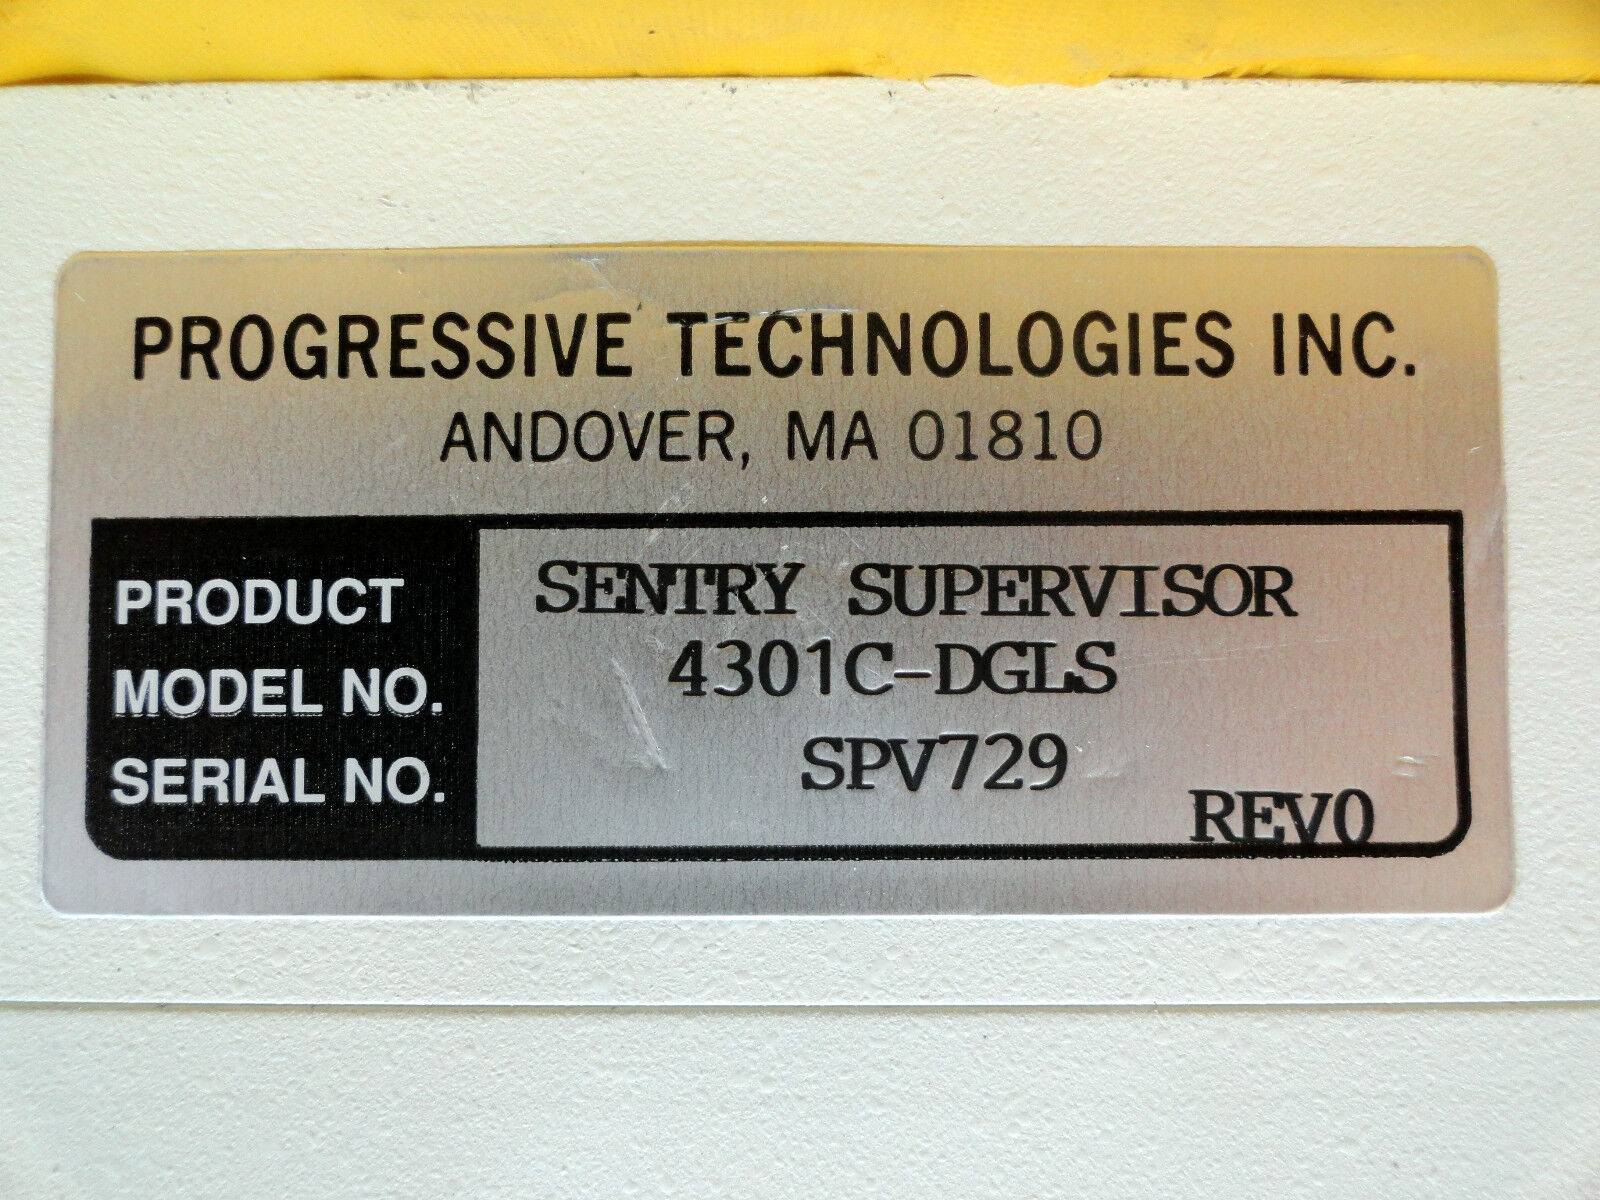 PROGRESSIVE TECHNOLOGIES INC.
ANDOVER, MA 01810
PRODUCT SENTRY SUPERVISOR
MODEL NO. 4301C-DGLS
SERIAL NO. SPV729
REV0